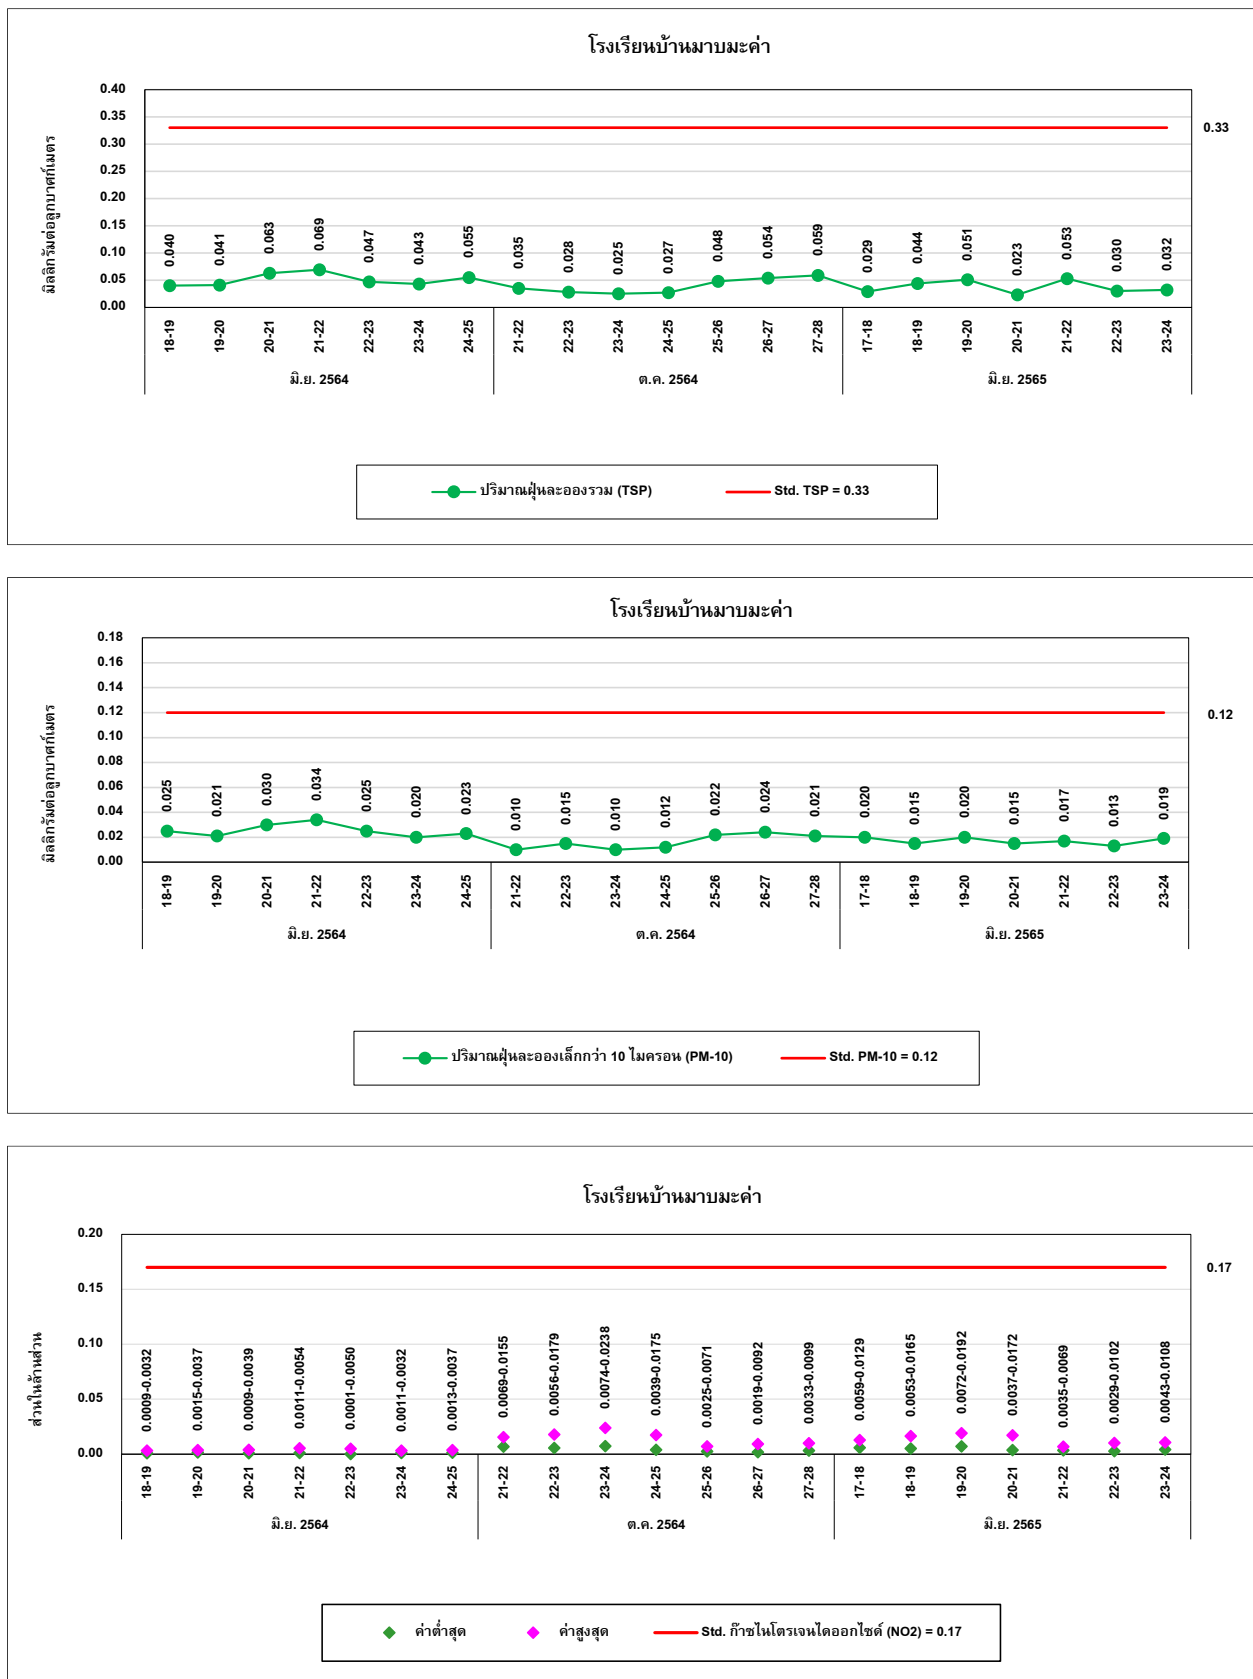 โรงเรียนบ้านมาบมะค่า
มิลลิกรัมต่อลูกบาศก์เมตร
0.40
0.35
0.30
0.25
0.20
0.15
0.10
0.05
0.00
0.33
0.040 0.041 0.063 0.069 0.047 0.043 0.055 0.035 0.028 0.025 0.027 0.048 0.054 0.059 0.029 0.044 0.051 0.023 0.053 0.030 0.032
18-19 19-20 20-21 21-22 22-23 23-24 24-25 21-22 22-23 23-24 24-25 25-26 26-27 27-28 17-18 18-19 19-20 20-21 21-22 22-23 23-24
มิ.ย. 2564 ต.ค. 2564 มิ.ย. 2565
ปริมาณฝุ่นละอองรวม (TSP) Std. TSP = 0.33
โรงเรียนบ้านมาบมะค่า
มิลลิกรัมต่อลูกบาศก์เมตร
0.18
0.16
0.14
0.12
0.10
0.08
0.06
0.04
0.02
0.00
0.12
0.025 0.021 0.030 0.034 0.025 0.020 0.023 0.010 0.015 0.010 0.012 0.022 0.024 0.021 0.020 0.015 0.020 0.015 0.017 0.013 0.019
18-19 19-20 20-21 21-22 22-23 23-24 24-25 21-22 22-23 23-24 24-25 25-26 26-27 27-28 17-18 18-19 19-20 20-21 21-22 22-23 23-24
มิ.ย. 2564 ต.ค. 2564 มิ.ย. 2565
ปริมาณฝุ่นละอองเล็กกว่า 10 ไมครอน (PM-10) Std. PM-10 = 0.12
โรงเรียนบ้านมาบมะค่า
ส่วนในล้านส่วน
0.20
0.15
0.10
0.05
0.00
0.17
0.0009-0.0032 0.0015-0.0037 0.0009-0.0039 0.0011-0.0054 0.0001-0.0050 0.0011-0.0032 0.0013-0.0037 0.0069-0.0155 0.0056-0.0179 0.0074-0.0238 0.0039-0.0175 0.0025-0.0071 0.0019-0.0092 0.0033-0.0099 0.0059-0.0129 0.0053-0.0165 0.0072-0.0192 0.0037-0.0172 0.0035-0.0069 0.0029-0.0102 0.0043-0.0108
18-19 19-20 20-21 21-22 22-23 23-24 24-25 21-22 22-23 23-24 24-25 25-26 26-27 27-28 17-18 18-19 19-20 20-21 21-22 22-23 23-24
มิ.ย. 2564 ต.ค. 2564 มิ.ย. 2565
ค่าต่ำสุด ค่าสูงสุด Std. ก๊าซไนโตรเจนไดออกไซด์ (NO2) = 0.17